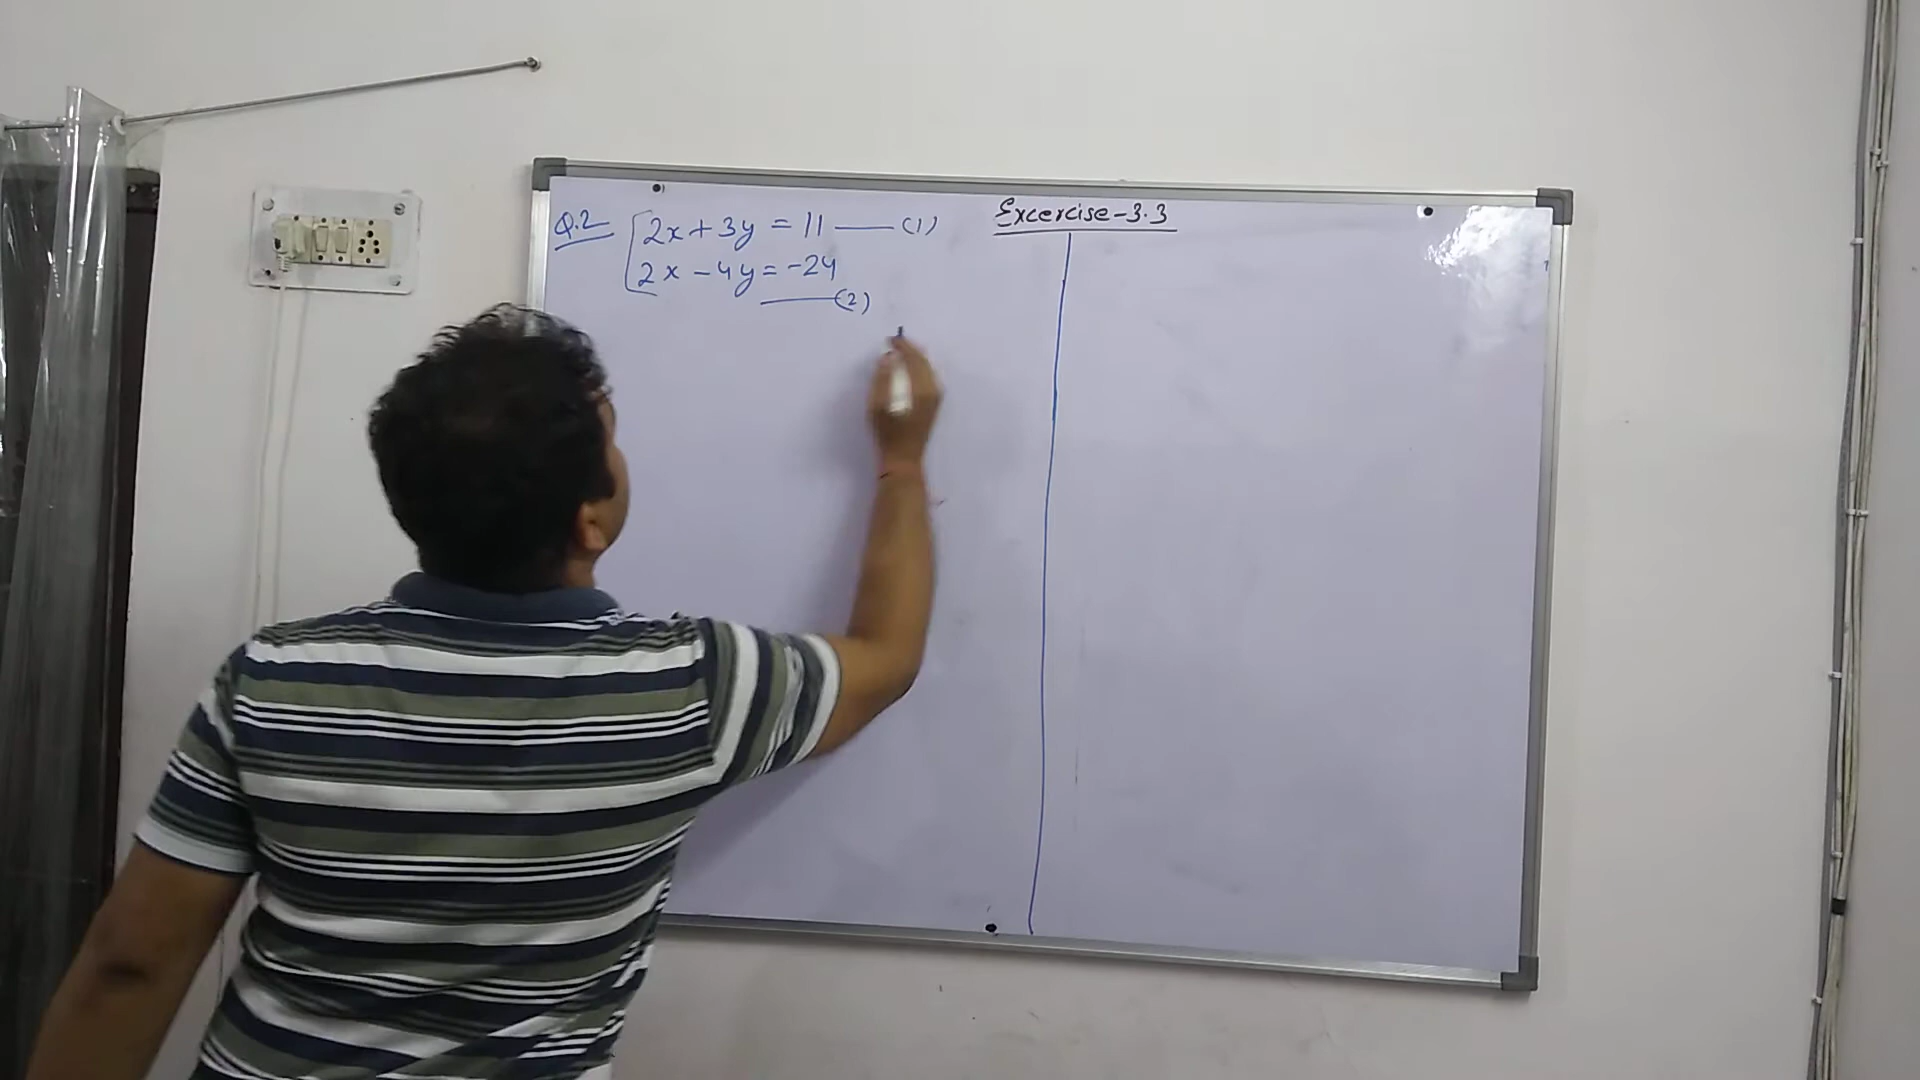 Excercise-3.3
Q.2 2x + 3y = 11 —— (1)
2x - 4y = -24
—— (2)